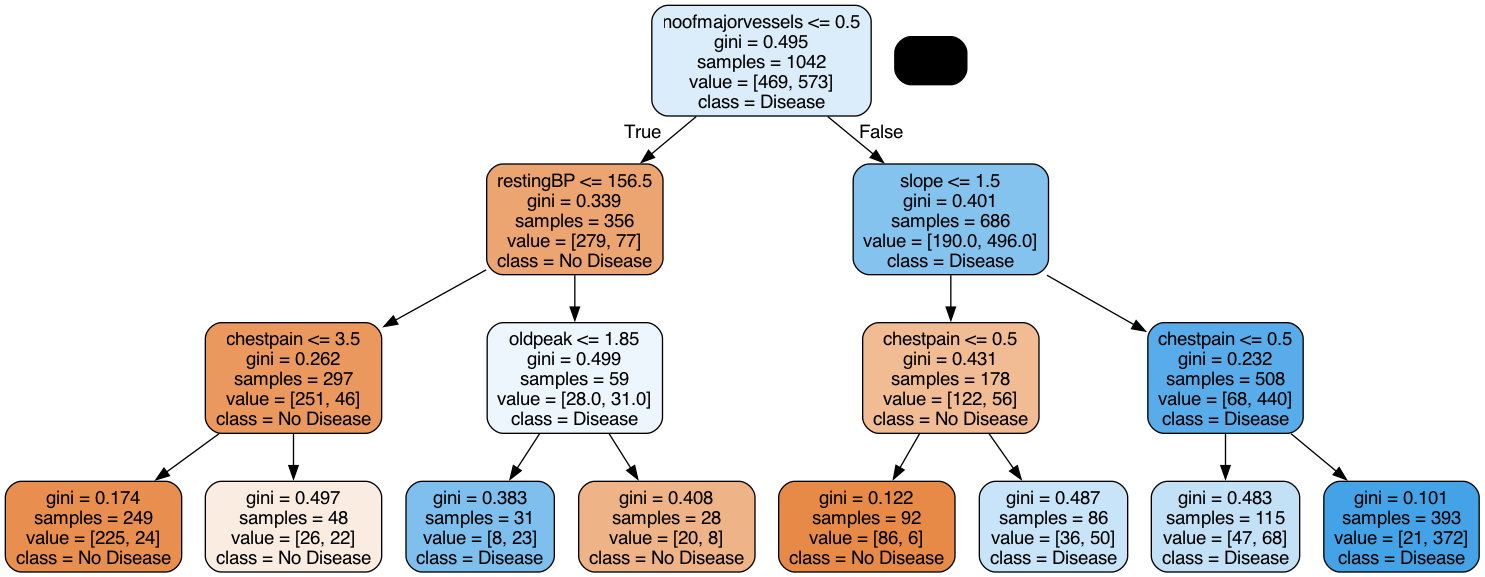 noofmajorvessels <= 0.5
gini = 0.495
samples = 1042
value = [469, 573]
class = Disease
True
False
restingBP <= 156.5
gini = 0.339
samples = 356
value = [279, 77]
class = No Disease
slope <= 1.5
gini = 0.401
samples = 686
value = [190.0, 496.0]
class = Disease
chestpain <= 3.5
gini = 0.262
samples = 297
value = [251, 46]
class = No Disease
oldpeak <= 1.85
gini = 0.499
samples = 59
value = [28.0, 31.0]
class = Disease
chestpain <= 0.5
gini = 0.431
samples = 178
value = [122, 56]
class = No Disease
chestpain <= 0.5
gini = 0.232
samples = 508
value = [68, 440]
class = Disease
gini = 0.174
samples = 249
value = [225, 24]
class = No Disease
gini = 0.497
samples = 48
value = [26, 22]
class = No Disease
gini = 0.383
samples = 31
value = [8, 23]
class = Disease
gini = 0.408
samples = 28
value = [20, 8]
class = No Disease
gini = 0.122
samples = 92
value = [86, 6]
class = No Disease
gini = 0.487
samples = 86
value = [36, 50]
class = Disease
gini = 0.483
samples = 115
value = [47, 68]
class = Disease
gini = 0.101
samples = 393
value = [21, 372]
class = Disease